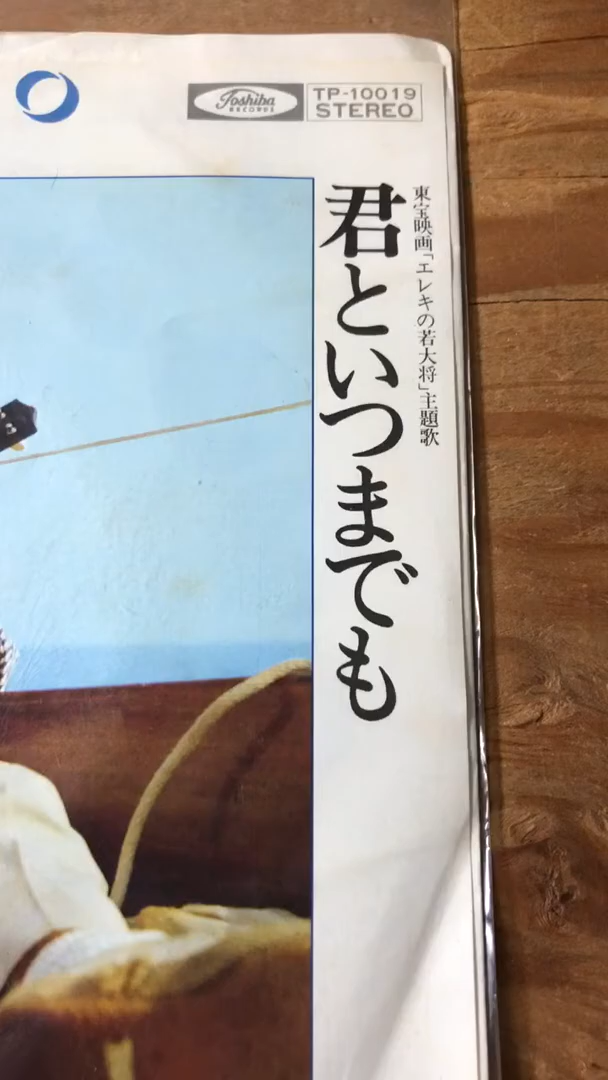 Toshiba
RECORDS
TP-10019
STEREO
東宝映画「エレキの若大将」主題歌
君といつまでも